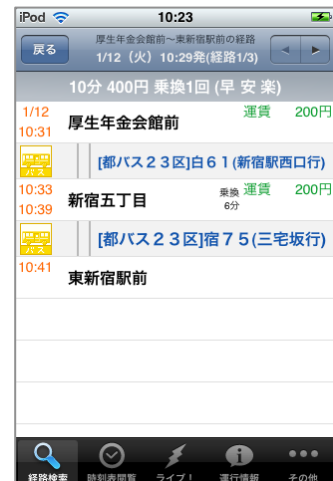 iPod 10:23
戻る
厚生年金会館前〜東新宿駅前の経路
1/12（火）10:29発(経路1/3)
10分 400円 乗換1回 (早 安 楽)
1/12
10:31 厚生年金会館前 運賃 200円
バス [都バス２３区]白６１(新宿駅西口行)
10:33
10:39 新宿五丁目 乗換 6分 運賃 200円
バス [都バス２３区]宿７５(三宅坂行)
10:41 東新宿駅前
経路検索 時刻表閲覧 ライブ！ 運行情報 その他